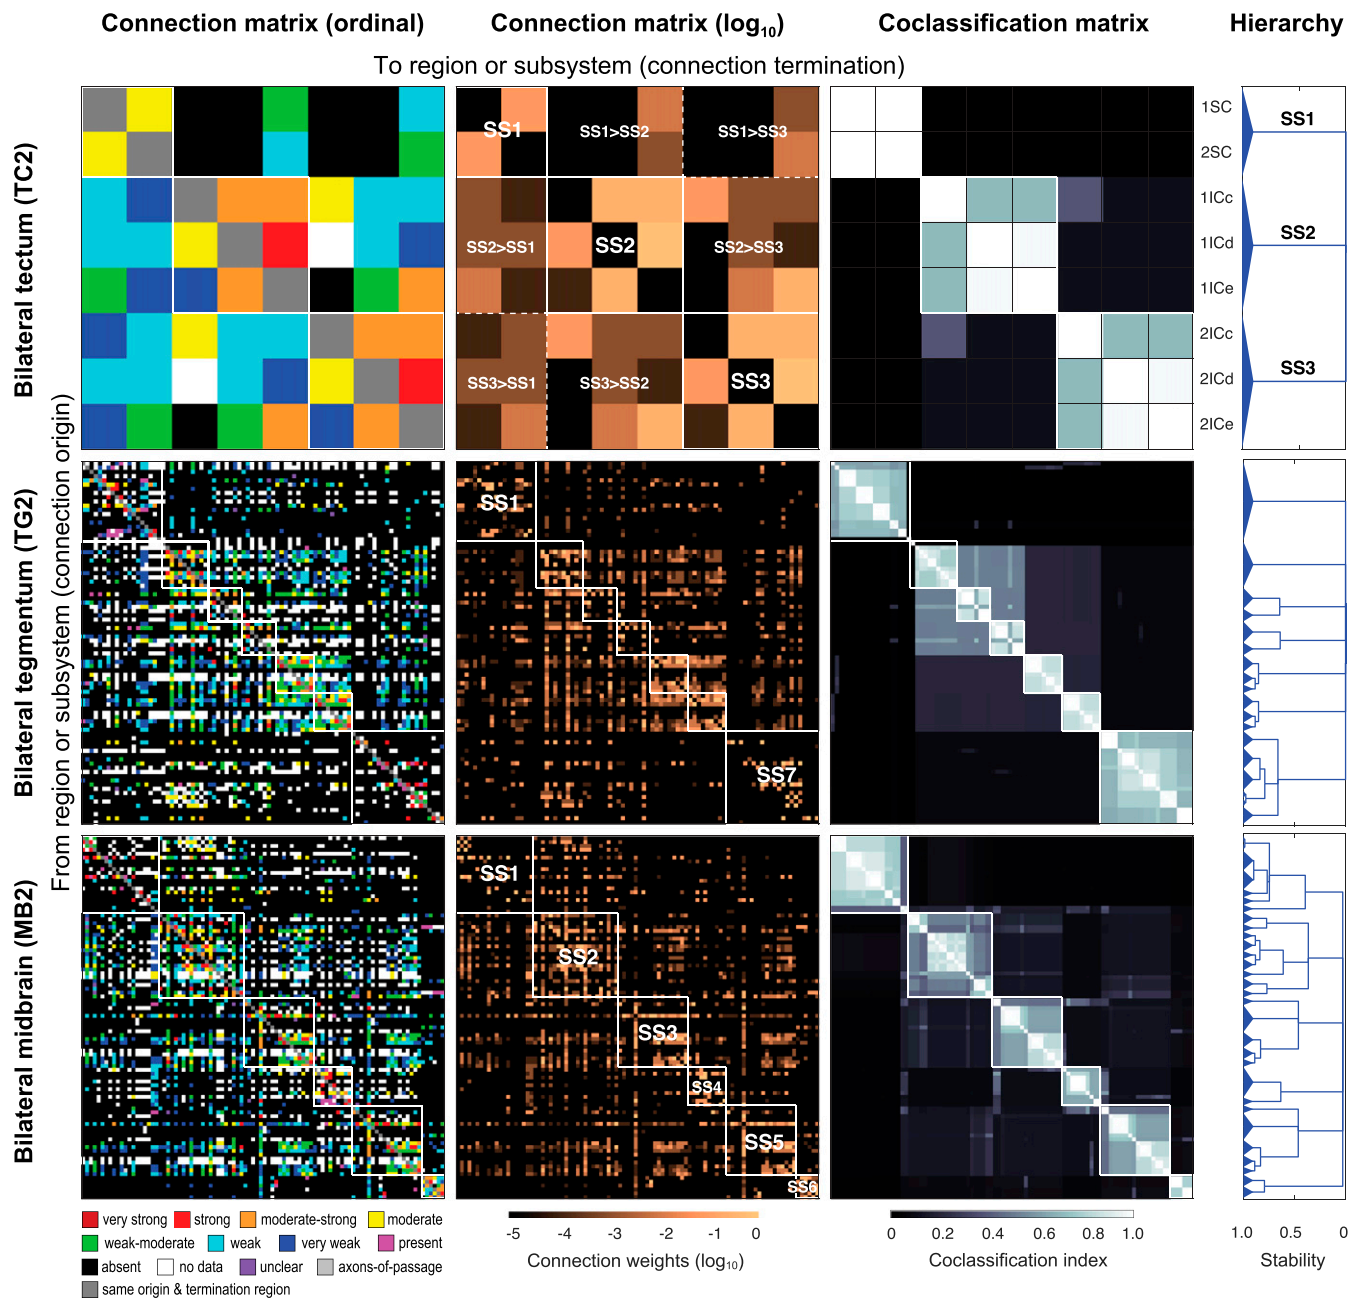 Connection matrix (ordinal)
Connection matrix (log10)
Coclassification matrix
Hierarchy
To region or subsystem (connection termination)
From region or subsystem (connection origin)
Bilateral tectum (TC2)
SS1
SS1>SS2
SS1>SS3
SS2>SS1
SS2
SS2>SS3
SS3>SS1
SS3>SS2
SS3
1SC
2SC
1ICc
1ICd
1ICe
2ICc
2ICd
2ICe
SS1
SS2
SS3
Bilateral tegmentum (TG2)
SS1
SS7
Bilateral midbrain (MB2)
SS1
SS2
SS3
SS4
SS5
SS6
very strong strong moderate-strong moderate
weak-moderate weak very weak present
absent no data unclear axons-of-passage
same origin & termination region
-5 -4 -3 -2 -1 0
Connection weights (log10)
0 0.2 0.4 0.6 0.8 1.0
Coclassification index
1.0 0.5 0
Stability